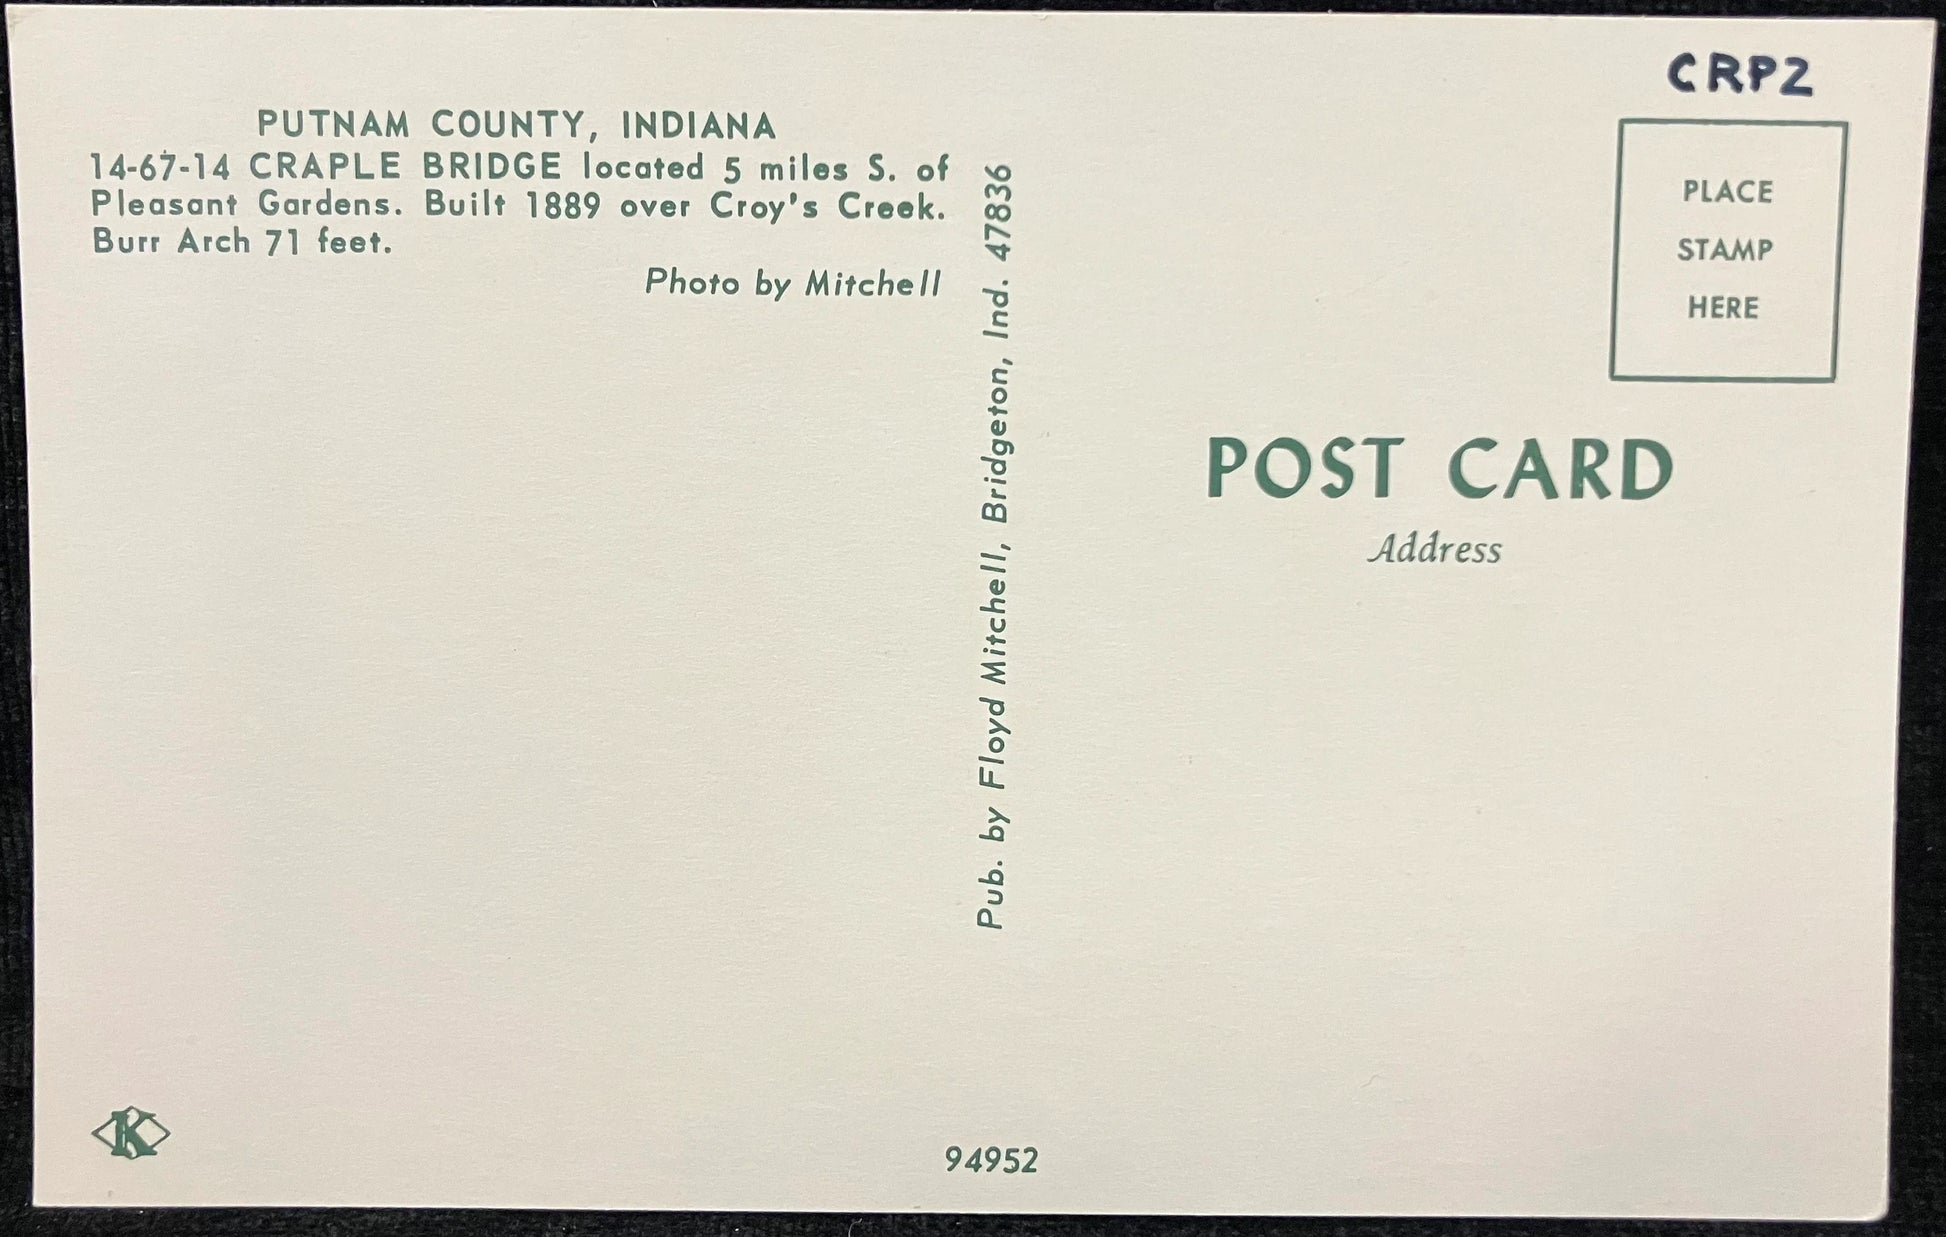 PUTNAM COUNTY, INDIANA
14-67-14 CRAPLE BRIDGE located 5 miles S. of
Pleasant Gardens. Built 1889 over Croy's Creek.
Burr Arch 71 feet.
Photo by Mitchell
Pub. by Floyd Mitchell, Bridgeton, Ind. 47836
CRP2
PLACE
STAMP
HERE
POST CARD
Address
K
94952